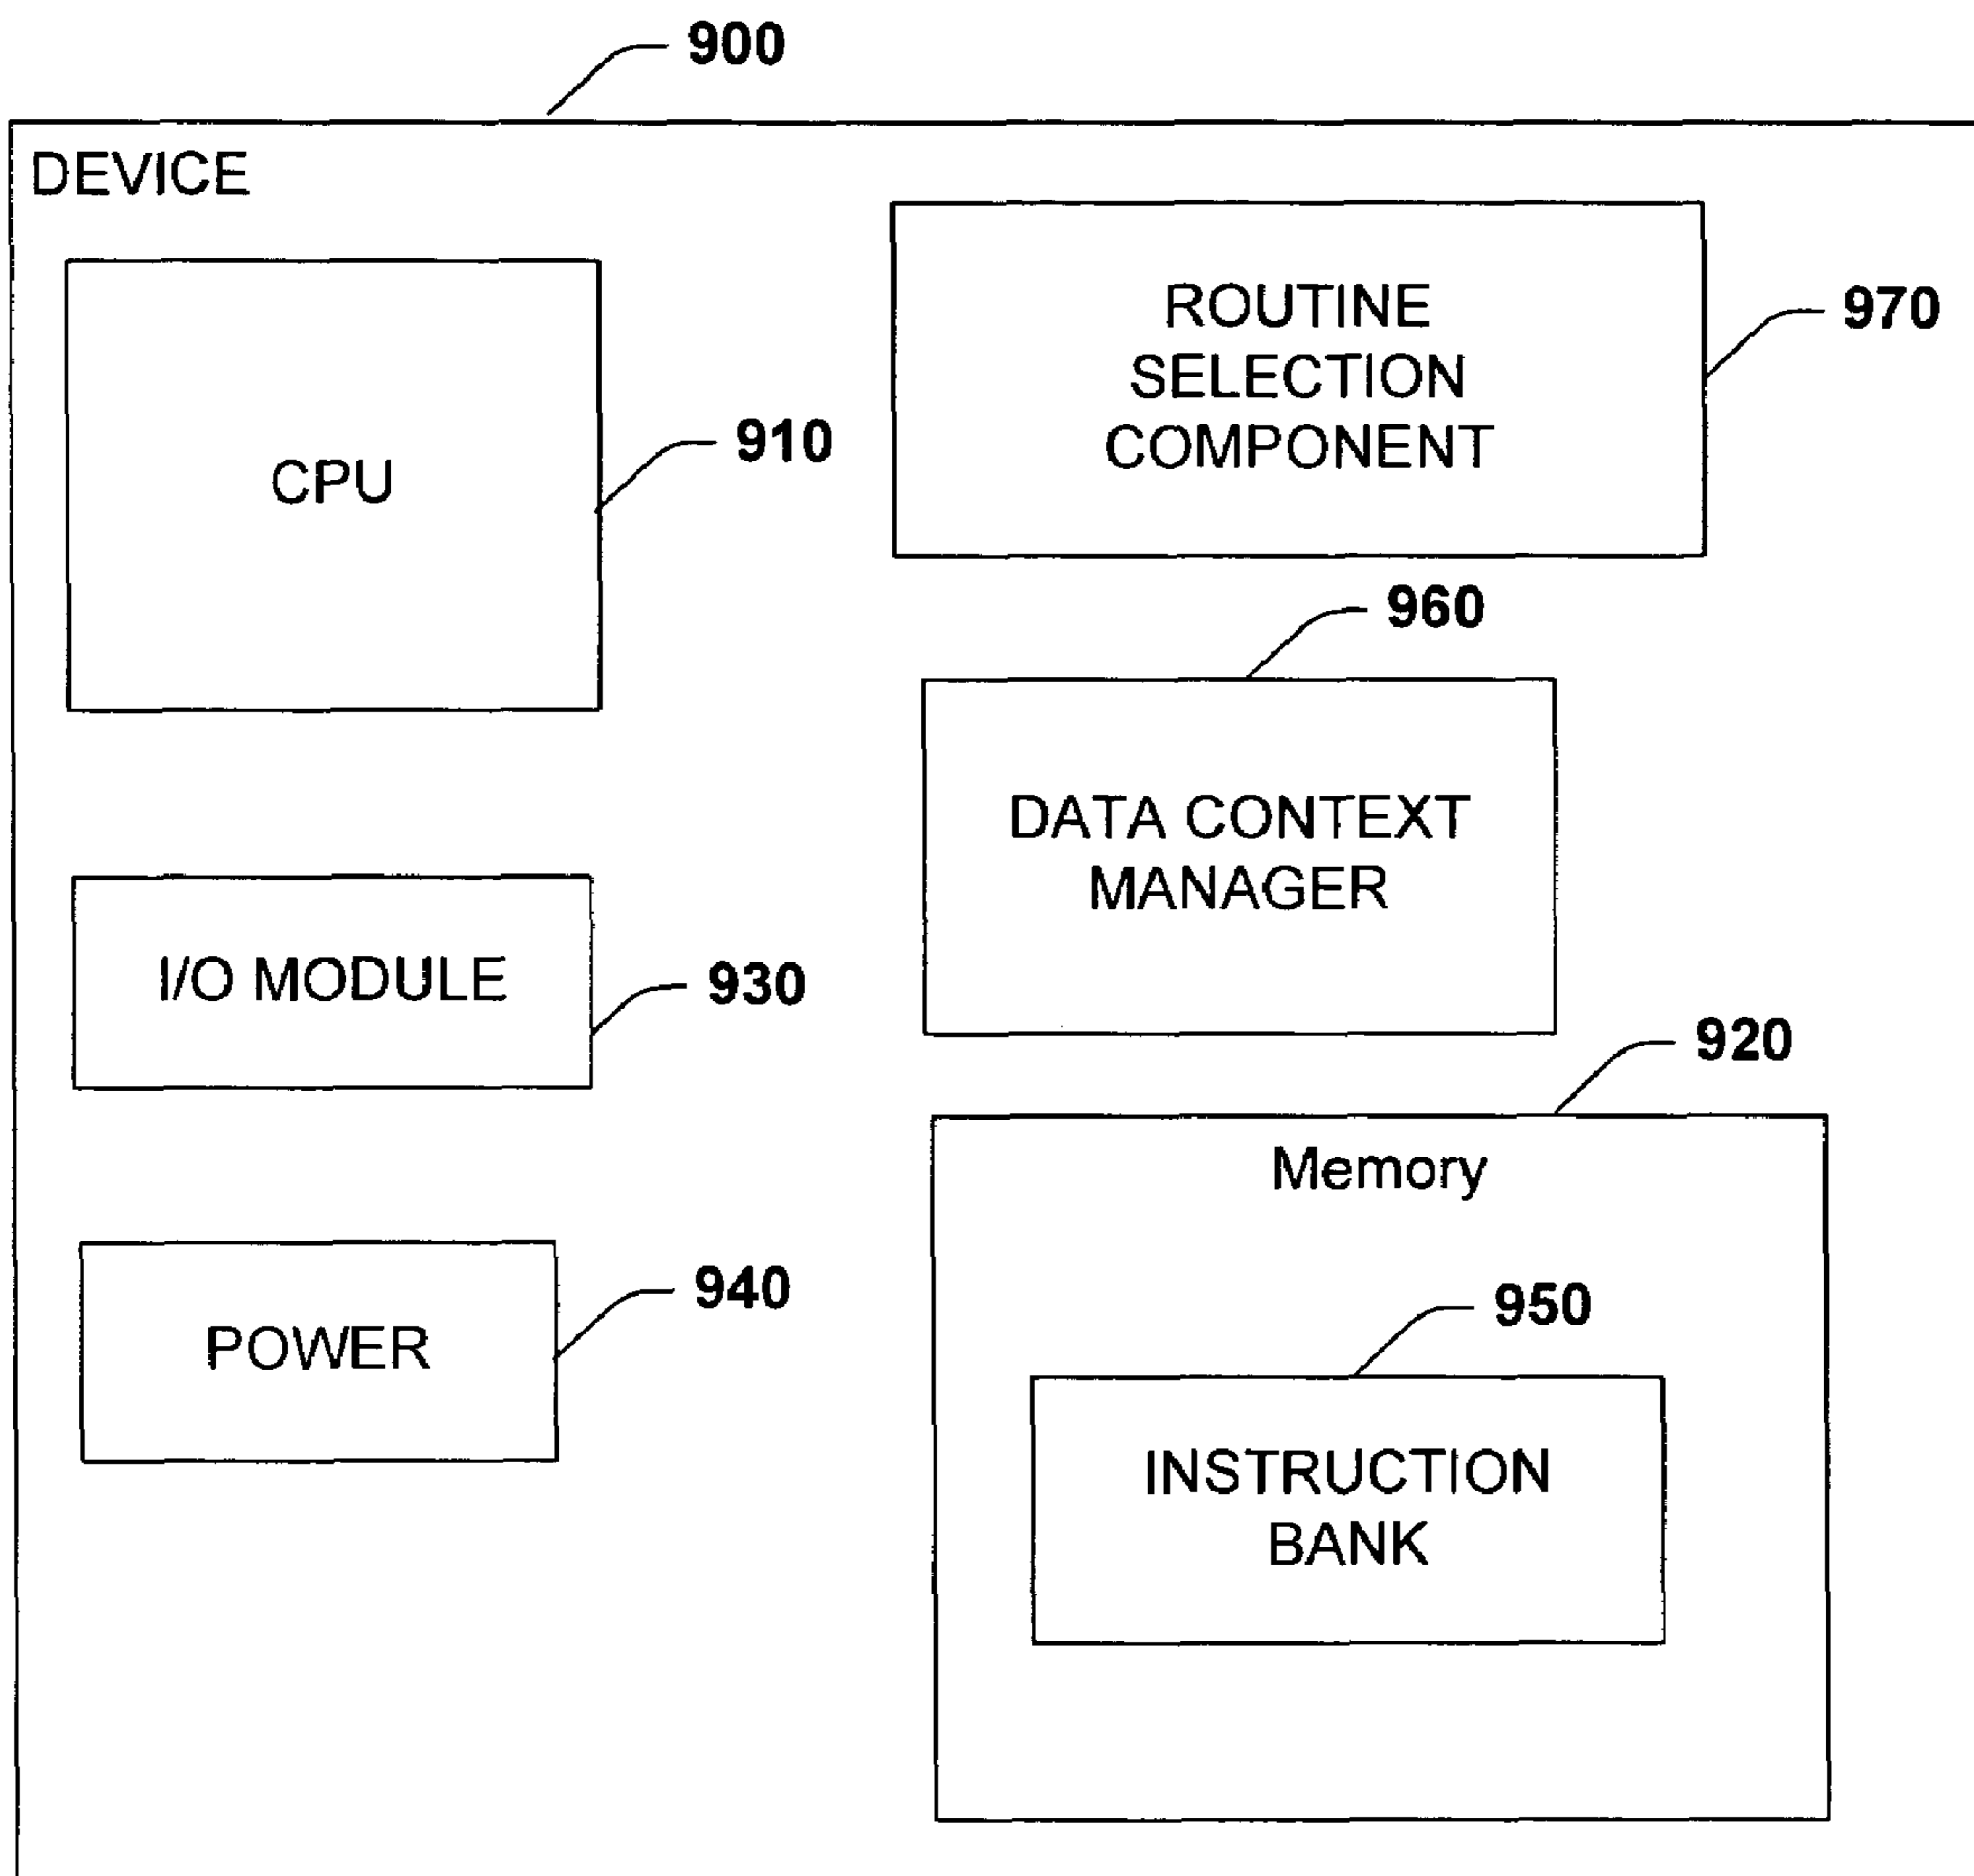 900
DEVICE
ROUTINE
SELECTION
COMPONENT
970
CPU
910
960
DATA CONTEXT
MANAGER
I/O MODULE
930
920
Memory
POWER
940
950
INSTRUCTION
BANK